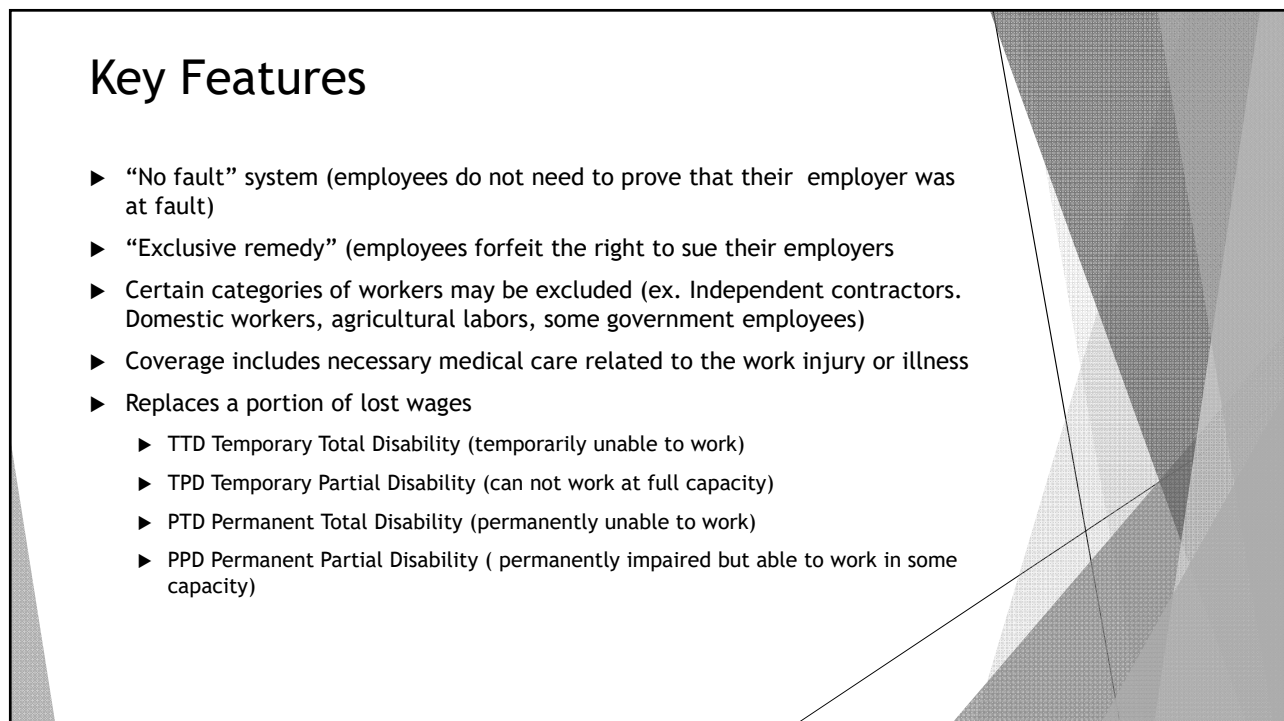 Key Features
▶ “No fault” system (employees do not need to prove that their employer was
at fault)
▶ “Exclusive remedy” (employees forfeit the right to sue their employers
▶ Certain categories of workers may be excluded (ex. Independent contractors.
Domestic workers, agricultural labors, some government employees)
▶ Coverage includes necessary medical care related to the work injury or illness
▶ Replaces a portion of lost wages
▶ TTD Temporary Total Disability (temporarily unable to work)
▶ TPD Temporary Partial Disability (can not work at full capacity)
▶ PTD Permanent Total Disability (permanently unable to work)
▶ PPD Permanent Partial Disability ( permanently impaired but able to work in some
capacity)